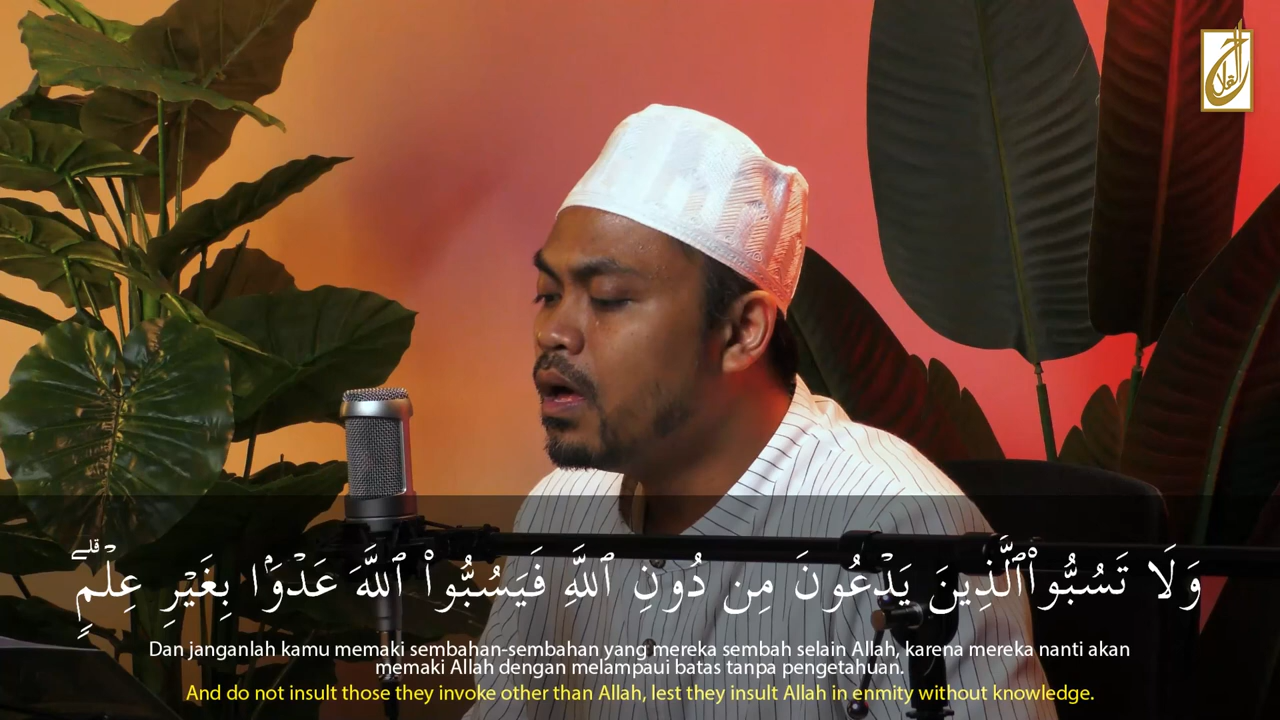 العلا
وَلَا تَسُبُّوا۟ ٱلَّذِينَ يَدْعُونَ مِن دُونِ ٱللَّهِ فَيَسُبُّوا۟ ٱللَّهَ عَدْوًۢا بِغَيْرِ عِلْمٍۢ ۗ
Dan janganlah kamu memaki sembahan-sembahan yang mereka sembah selain Allah, karena mereka nanti akan
memaki Allah dengan melampaui batas tanpa pengetahuan.
And do not insult those they invoke other than Allah, lest they insult Allah in enmity without knowledge.